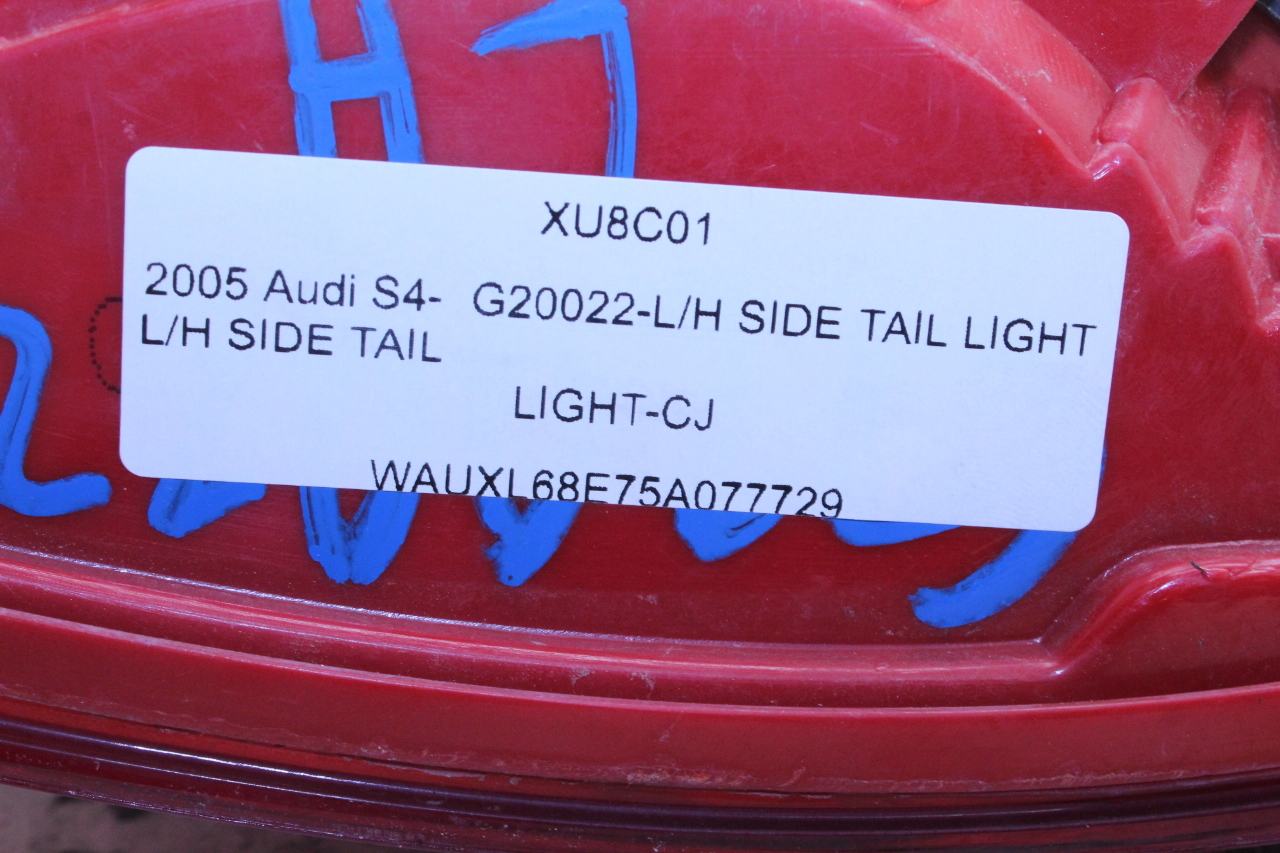 XU8C01
2005 Audi S4- G20022-L/H SIDE TAIL LIGHT
L/H SIDE TAIL
LIGHT-CJ
WAUXL68E75A077729